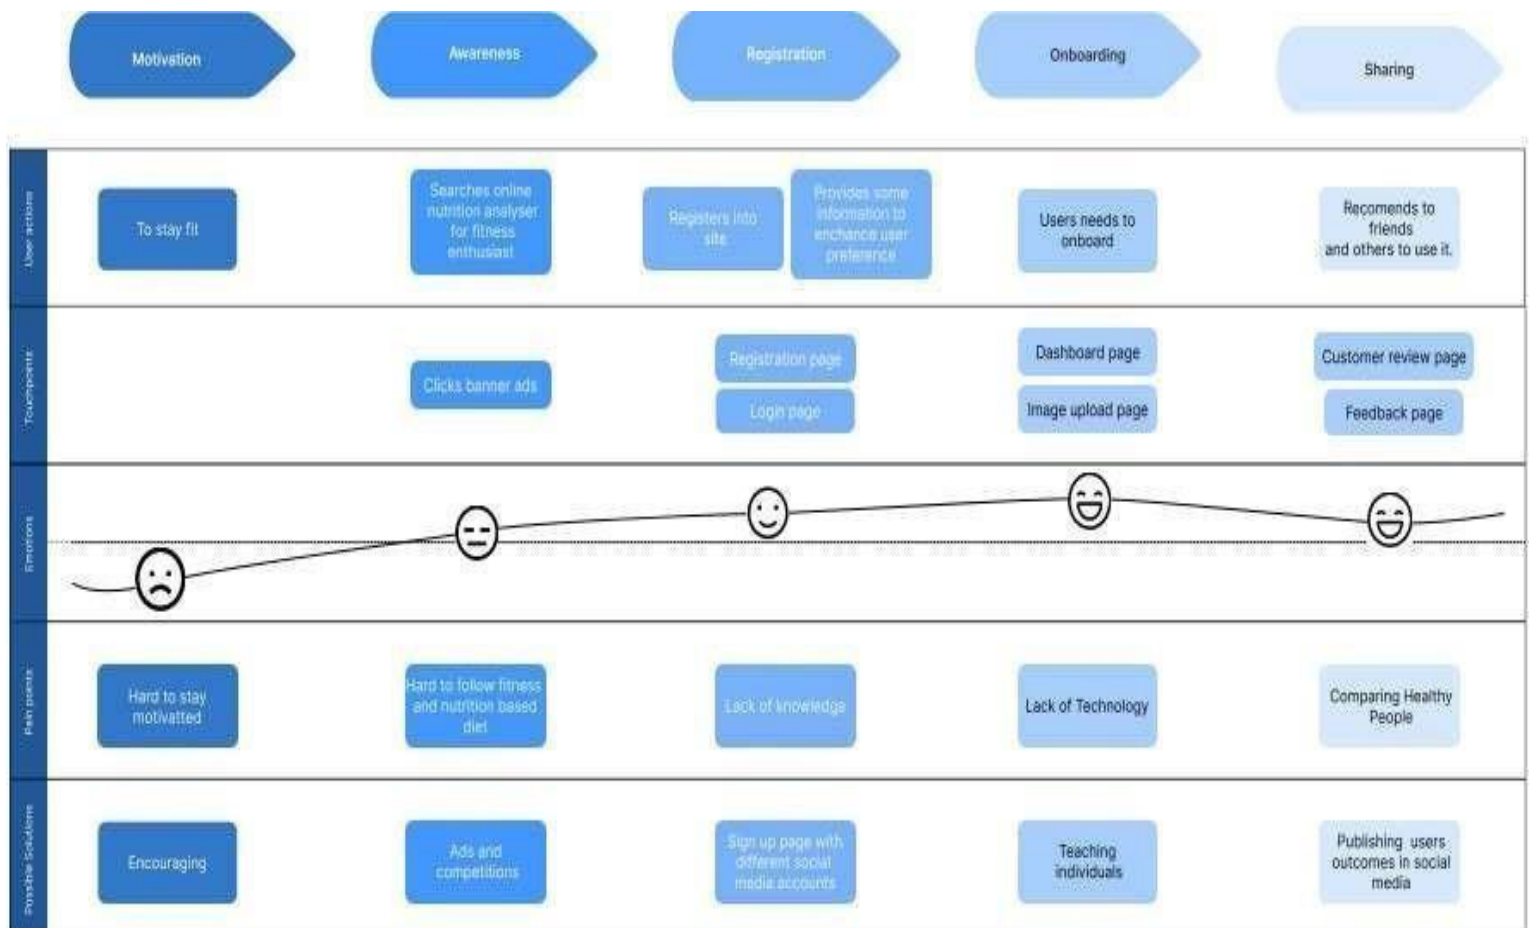 Motivation
Awareness
Registration
Onboarding
Sharing
User actions
To stay fit
Searches online
nutrition analyser
for fitness
enthusiast
Registers into
site
Provides some
information to
enchance user
preference
Users needs to
onboard
Recomends to
friends
and others to use it.
Touchpoints
Clicks banner ads
Registration page
Login page
Dashboard page
Image upload page
Customer review page
Feedback page
Emotions
Pain points
Hard to stay
motivatted
Hard to follow fitness
and nutrition based
diet
Lack of knowledge
Lack of Technology
Comparing Healthy
People
Possible Solutions
Encouraging
Ads and
competitions
Sign up page with
different social
media accounts
Teaching
individuals
Publishing users
outcomes in social
media